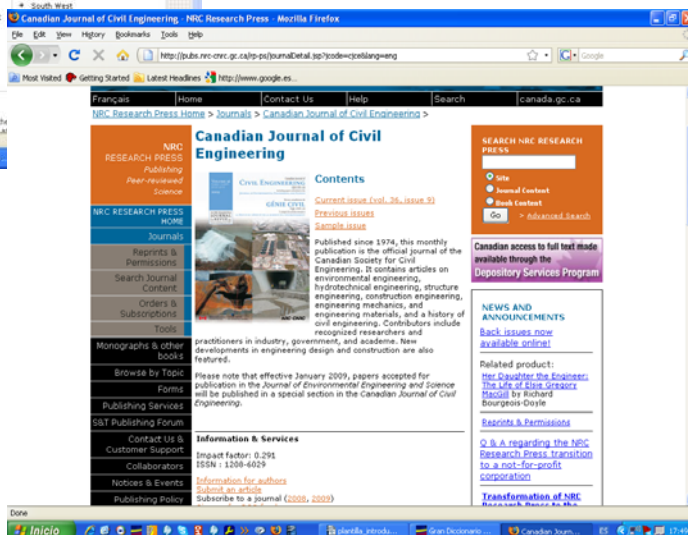 South West
Canadian Journal of Civil Engineering - NRC Research Press - Mozilla Firefox
File Edit View History Bookmarks Tools Help
http://pubs.nrc-cnrc.gc.ca/rp-ps/journalDetail.jsp?jcode=cjce&lang=eng
Google
Most Visited Getting Started Latest Headlines http://www.google.es...
Français Home Contact Us Help Search canada.gc.ca
NRC Research Press Home > Journals > Canadian Journal of Civil Engineering >
NRC
RESEARCH PRESS
Publishing
Peer-reviewed
Science
NRC RESEARCH PRESS
HOME
Journals
Reprints &
Permissions
Search Journal
Content
Orders &
Subscriptions
Tools
Monographs & other
books
Browse by Topic
Forms
Publishing Services
S&T Publishing Forum
Contact Us &
Customer Support
Collaborators
Notices & Events
Publishing Policy
Canadian Journal of Civil
Engineering
CIVIL ENGINEERING
GÉNIE CIVIL
NRC·CNRC
Contents
Current issue (vol. 36, issue 9)
Previous issues
Sample issue
Published since 1974, this monthly
publication is the official journal of the
Canadian Society for Civil
Engineering. It contains articles on
environmental engineering,
hydrotechnical engineering, structure
engineering, construction engineering,
engineering mechanics, and
engineering materials, and a history of
civil engineering. Contributors include
recognized researchers and
practitioners in industry, government, and academe. New
developments in engineering design and construction are also
featured.
Please note that effective January 2009, papers accepted for
publication in the Journal of Environmental Engineering and Science
will be published in a special section in the Canadian Journal of Civil
Engineering.
Information & Services
Impact factor: 0.291
ISSN : 1208-6029
Information for authors
Submit an article
Subscribe to a journal (2008, 2009)
SEARCH NRC RESEARCH
PRESS
Site
Journal Content
Book Content
Go > Advanced Search
Canadian access to full text made
available through the
Depository Services Program
NEWS AND
ANNOUNCEMENTS
Back issues now
available online!
Related product:
Her Daughter the Engineer:
The Life of Elsie Gregory
MacGill by Richard
Bourgeois-Doyle
Reprints & Permissions
Q & A regarding the NRC
Research Press transition
to a not-for-profit
corporation
Transformation of NRC
Research Press to the
Done
Inicio plantilla_introdu... Gran Diccionario ... Canadian Journ... ES 17:49